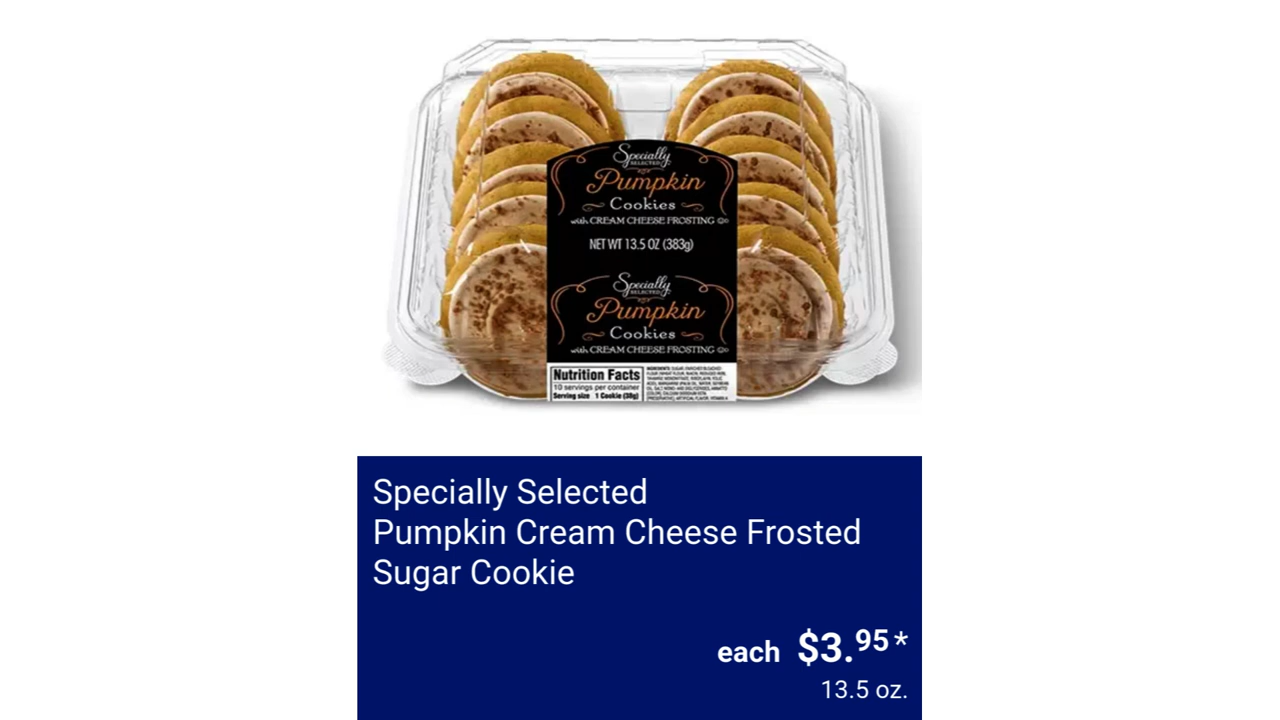 Specially
SELECTED
Pumpkin
Cookies
with CREAM CHEESE FROSTING
NET WT 13.5 OZ (383g)
Specially
SELECTED
Pumpkin
Cookies
with CREAM CHEESE FROSTING
Nutrition Facts
10 servings per container
Serving size 1 Cookie (38g)
Specially Selected
Pumpkin Cream Cheese Frosted
Sugar Cookie
each $3.95*
13.5 oz.